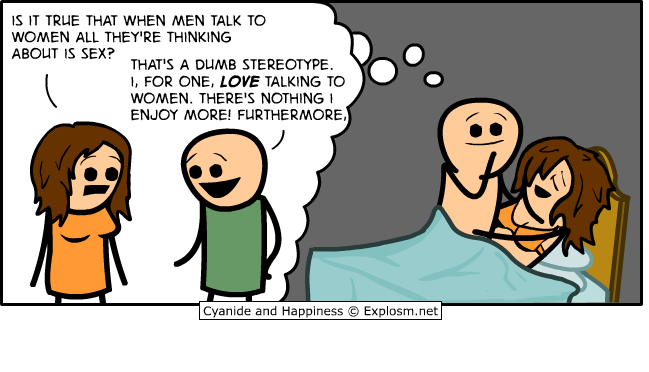 IS IT TRUE THAT WHEN MEN TALK TO
WOMEN ALL THEY'RE THINKING
ABOUT IS SEX?
THAT'S A DUMB STEREOTYPE.
I, FOR ONE, LOVE TALKING TO
WOMEN. THERE'S NOTHING I
ENJOY MORE! FURTHERMORE,
Cyanide and Happiness © Explosm.net